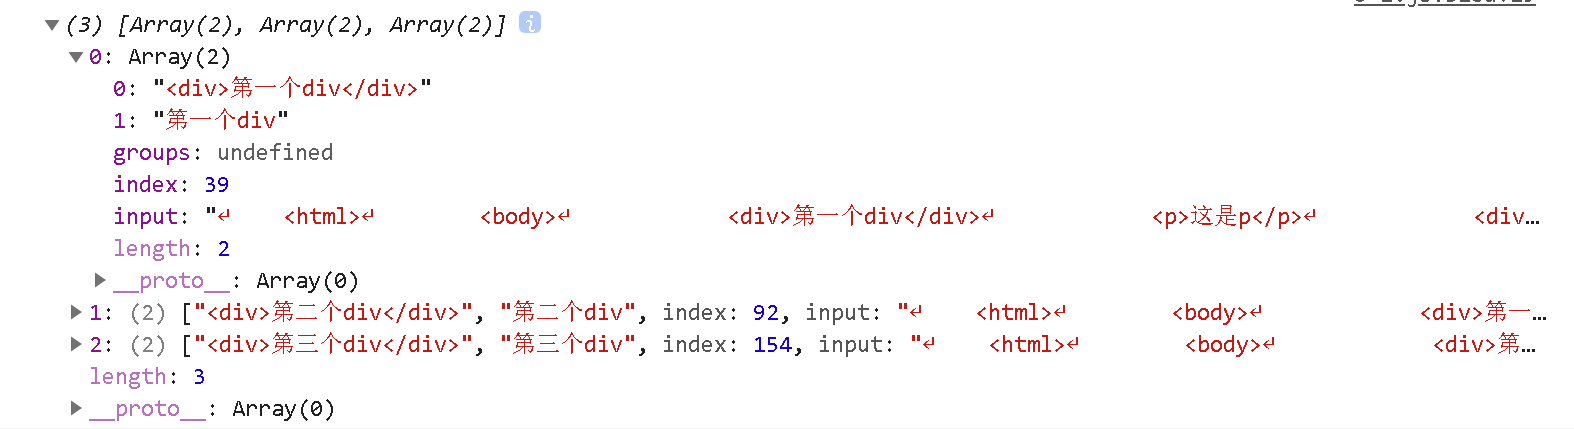 (3) [Array(2), Array(2), Array(2)] i
0: Array(2)
0: "<div>第一个div</div>"
1: "第一个div"
groups: undefined
index: 39
input: "↵    <html>↵        <body>↵            <div>第一个div</div>↵            <p>这是p</p>↵            <div…
length: 2
__proto__: Array(0)
1: (2) ["<div>第二个div</div>", "第二个div", index: 92, input: "↵    <html>↵        <body>↵            <div>第一…
2: (2) ["<div>第三个div</div>", "第三个div", index: 154, input: "↵    <html>↵        <body>↵            <div>第…
length: 3
__proto__: Array(0)